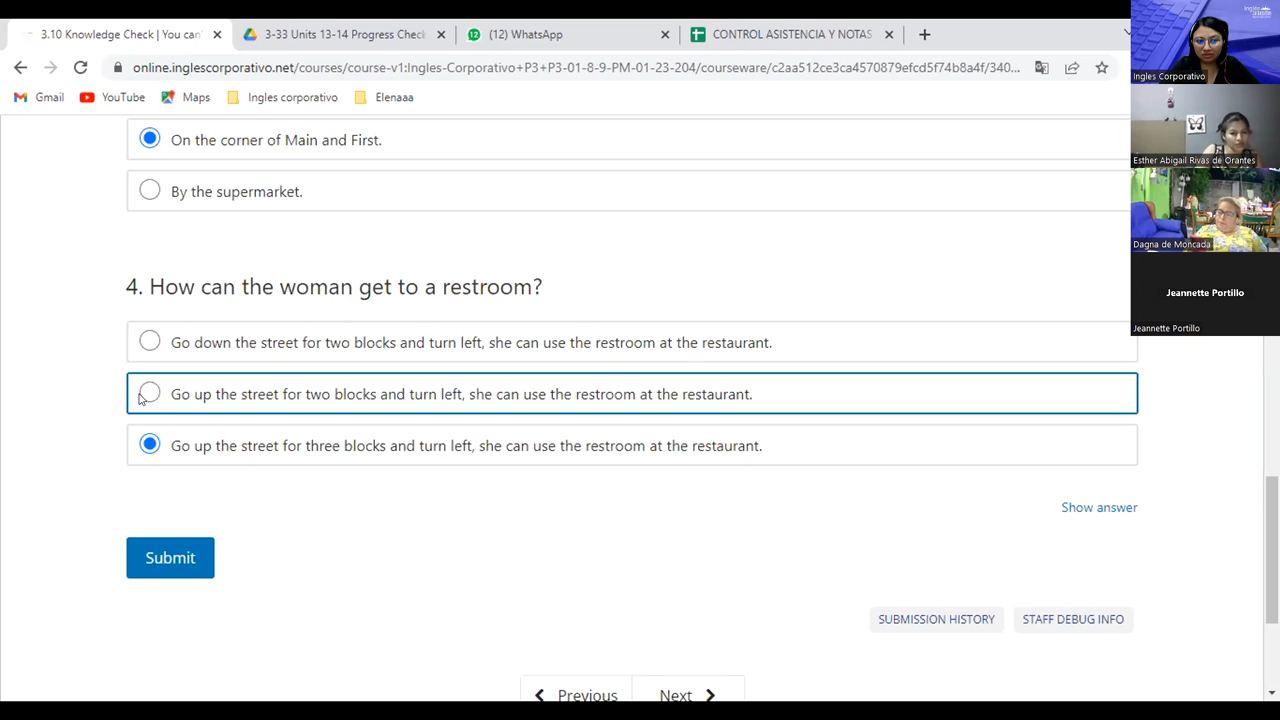 3.10 Knowledge Check | You can'
3-33 Units 13-14 Progress Check
(12) WhatsApp
CONTROL ASISTENCIA Y NOTAS
online.inglescorporativo.net/courses/course-v1:Ingles-Corporativo+P3+P3-01-8-9-PM-01-23-204/courseware/c2aa512ce3ca4570879efcd5f74b8a4f/340...
Gmail
YouTube
Maps
Ingles corporativo
Elenaaa
On the corner of Main and First.
By the supermarket.
4. How can the woman get to a restroom?
Go down the street for two blocks and turn left, she can use the restroom at the restaurant.
Go up the street for two blocks and turn left, she can use the restroom at the restaurant.
Go up the street for three blocks and turn left, she can use the restroom at the restaurant.
Show answer
Submit
SUBMISSION HISTORY
STAFF DEBUG INFO
Previous
Next
Ingles Corporativo
Esther Abigail Rivas de Orantes
Dagna de Moncada
Jeannette Portillo
Jeannette Portillo